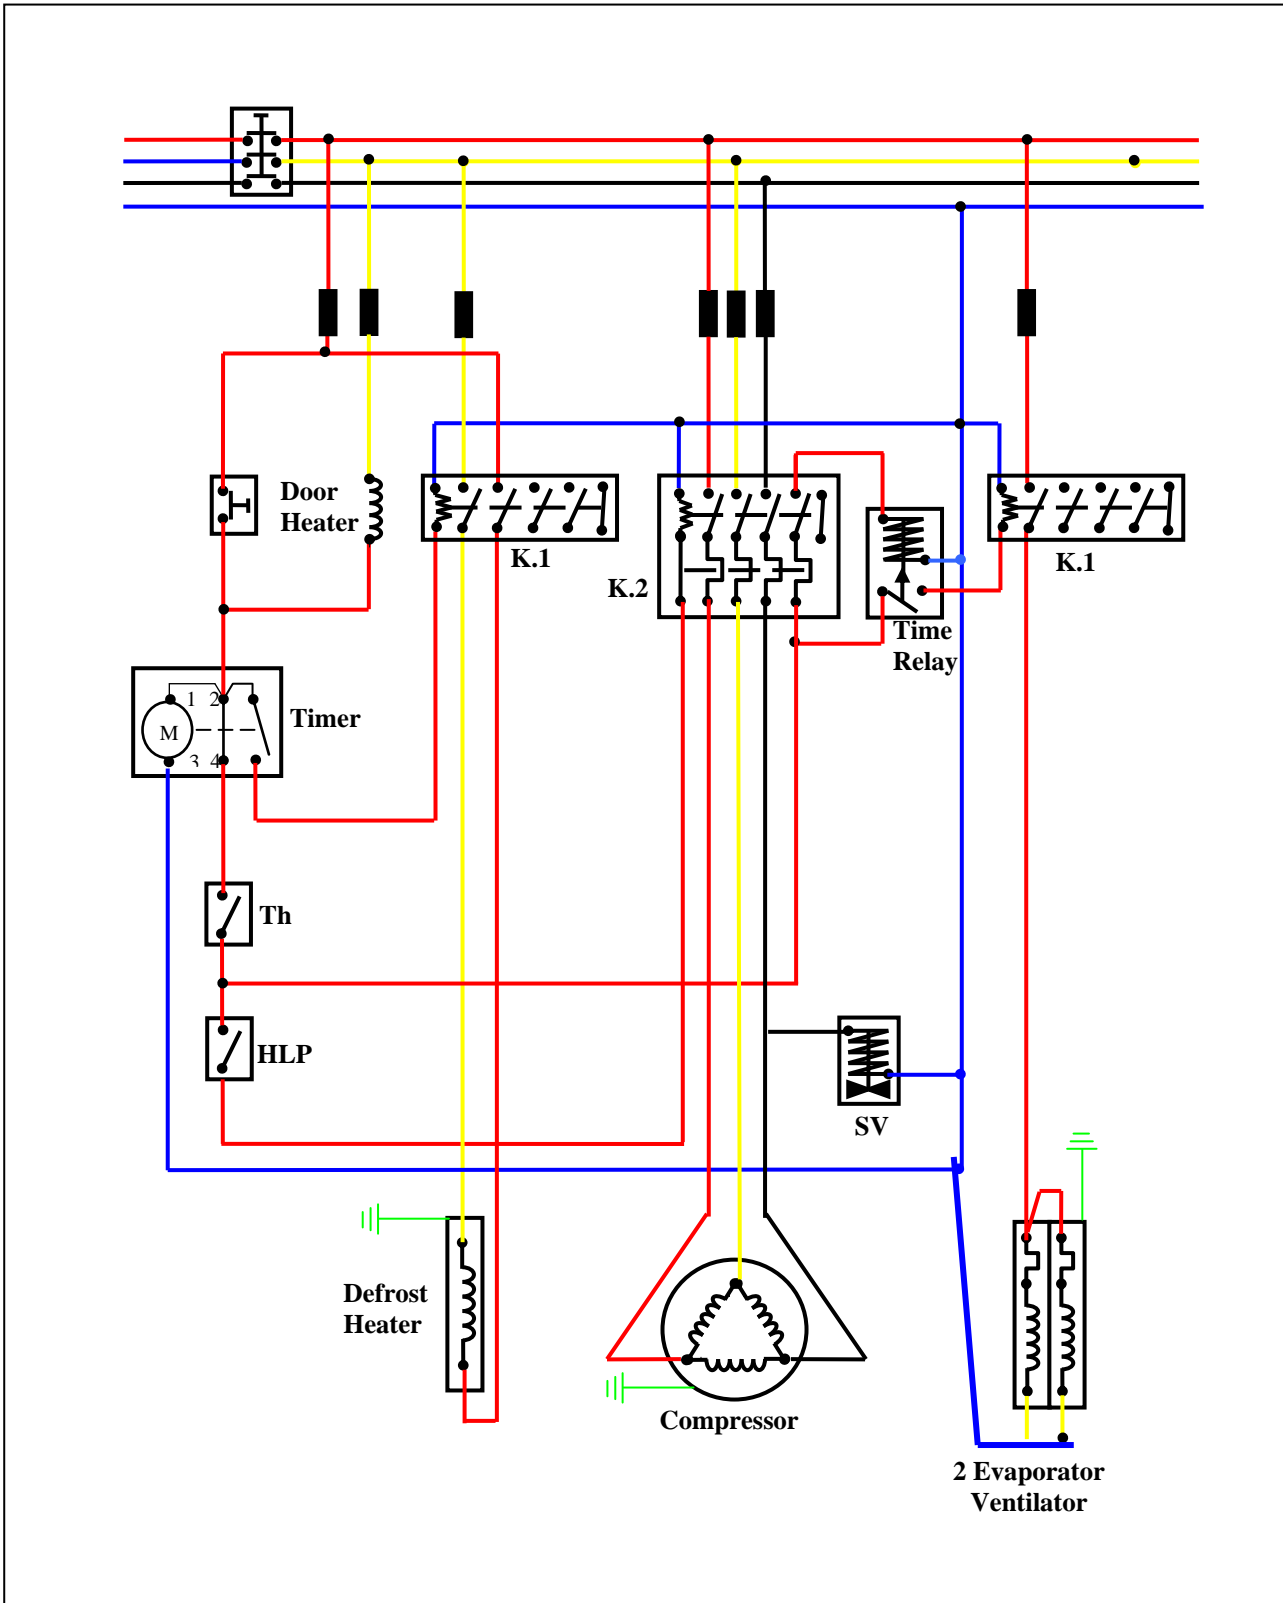 Door
Heater
K.1
K.2
K.1
Time
Relay
1 2
M
3 4
Timer
Th
HLP
SV
Defrost
Heater
Compressor
2 Evaporator
Ventilator